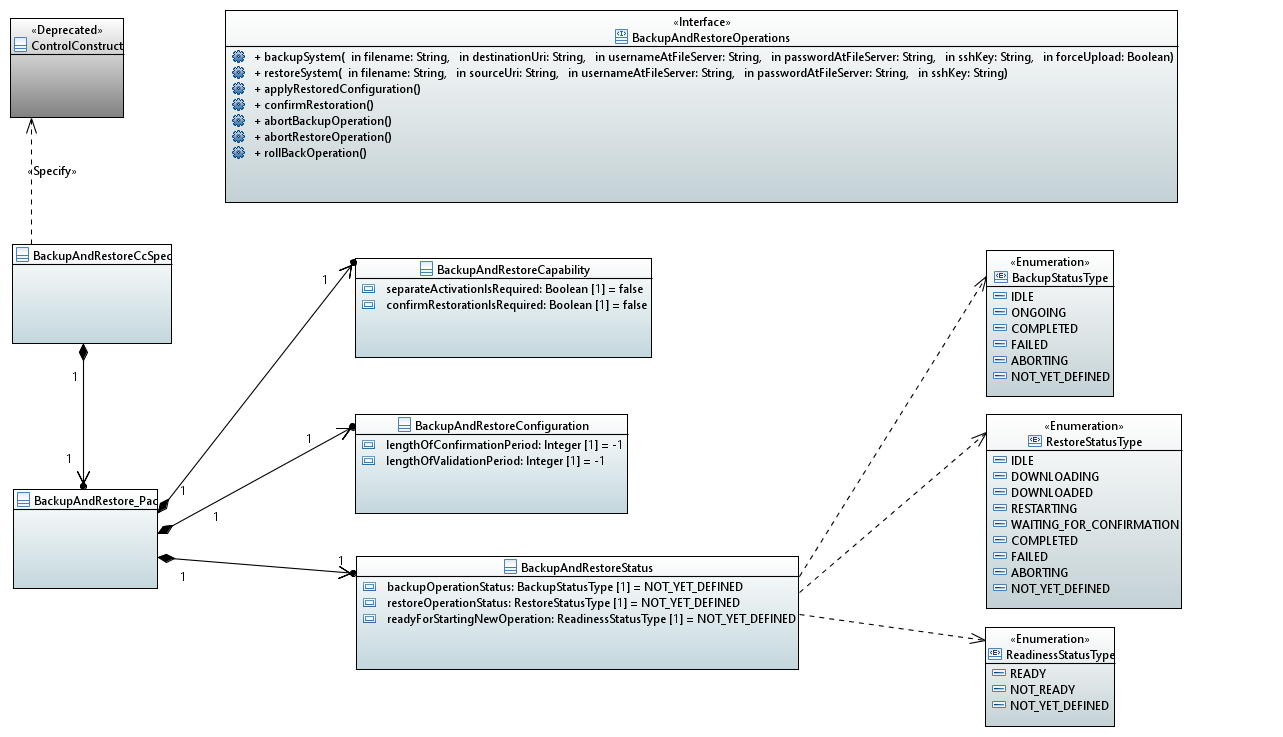 «Deprecated»
ControlConstruct
«Specify»
«Interface»
BackupAndRestoreOperations
+ backupSystem( in filename: String, in destinationUri: String, in usernameAtFileServer: String, in passwordAtFileServer: String, in sshKey: String, in forceUpload: Boolean)
+ restoreSystem( in filename: String, in sourceUri: String, in usernameAtFileServer: String, in passwordAtFileServer: String, in sshKey: String)
+ applyRestoredConfiguration()
+ confirmRestoration()
+ abortBackupOperation()
+ abortRestoreOperation()
+ rollBackOperation()
BackupAndRestoreCcSpec
1
1
BackupAndRestore_Pac
1
1
BackupAndRestoreCapability
separateActivationIsRequired: Boolean [1] = false
confirmRestorationIsRequired: Boolean [1] = false
1
1
BackupAndRestoreConfiguration
lengthOfConfirmationPeriod: Integer [1] = -1
lengthOfValidationPeriod: Integer [1] = -1
1
1
BackupAndRestoreStatus
backupOperationStatus: BackupStatusType [1] = NOT_YET_DEFINED
restoreOperationStatus: RestoreStatusType [1] = NOT_YET_DEFINED
readyForStartingNewOperation: ReadinessStatusType [1] = NOT_YET_DEFINED
«Enumeration»
BackupStatusType
IDLE
ONGOING
COMPLETED
FAILED
ABORTING
NOT_YET_DEFINED
«Enumeration»
RestoreStatusType
IDLE
DOWNLOADING
DOWNLOADED
RESTARTING
WAITING_FOR_CONFIRMATION
COMPLETED
FAILED
ABORTING
NOT_YET_DEFINED
«Enumeration»
ReadinessStatusType
READY
NOT_READY
NOT_YET_DEFINED